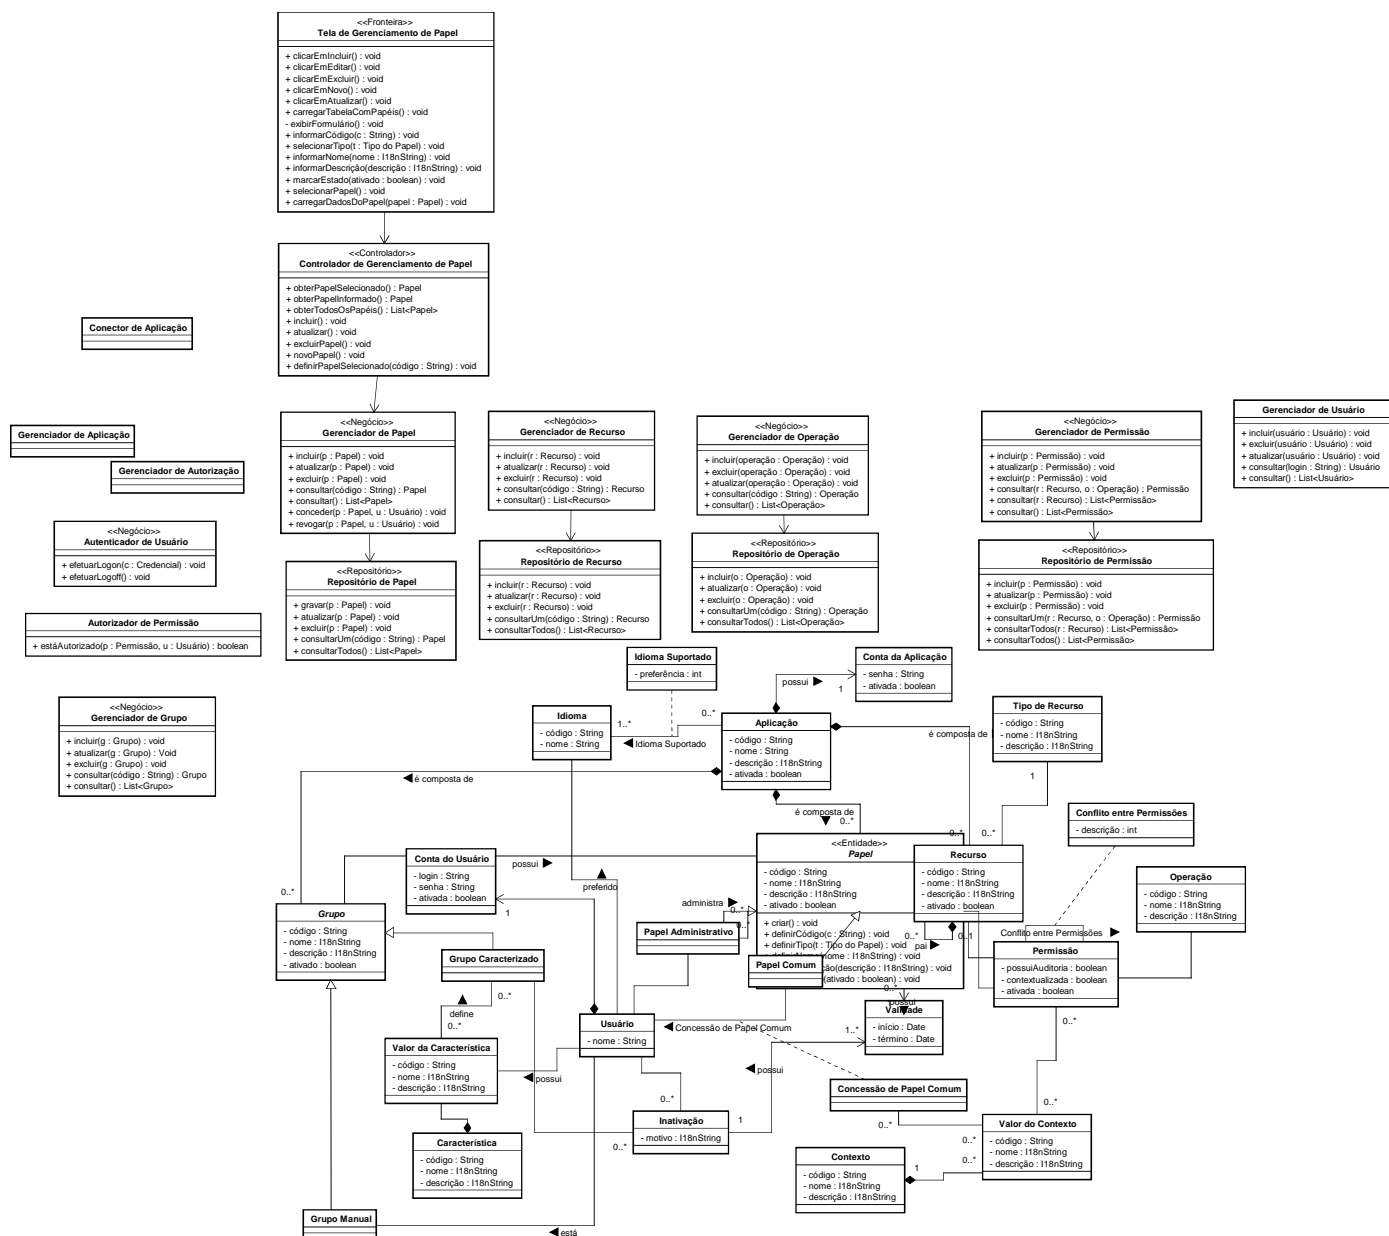 <<Fronteira>>
Tela de Gerenciamento de Papel
+ clicarEmIncluir() : void
+ clicarEmEditar() : void
+ clicarEmExcluir() : void
+ clicarEmNovo() : void
+ clicarEmAtualizar() : void
+ carregarTabelaComPapéis() : void
- exibirFormulário() : void
+ informarCódigo(c : String) : void
+ selecionarTipo(t : Tipo do Papel) : void
+ informarNome(nome : I18nString) : void
+ informarDescrição(descrição : I18nString) : void
+ marcarEstado(ativado : boolean) : void
+ selecionarPapel() : void
+ carregarDadosDoPapel(papel : Papel) : void
<<Controlador>>
Controlador de Gerenciamento de Papel
+ obterPapelSelecionado() : Papel
+ obterPapelInformado() : Papel
+ obterTodosOsPapéis() : List<Papel>
+ incluir() : void
+ atualizar() : void
+ excluirPapel() : void
+ novoPapel() : void
+ definirPapelSelecionado(código : String) : void
Conector de Aplicação
Gerenciador de Aplicação
Gerenciador de Autorização
<<Negócio>>
Autenticador de Usuário
+ efetuarLogon(c : Credencial) : void
+ efetuarLogoff() : void
Autorizador de Permissão
+ estáAutorizado(p : Permissão, u : Usuário) : boolean
<<Negócio>>
Gerenciador de Grupo
+ incluir(g : Grupo) : void
+ atualizar(g : Grupo) : Void
+ excluir(g : Grupo) : void
+ consultar(código : String) : Grupo
+ consultar() : List<Grupo>
<<Negócio>>
Gerenciador de Papel
+ incluir(p : Papel) : void
+ atualizar(p : Papel) : void
+ excluir(p : Papel) : void
+ consultar(código : String) : Papel
+ consultar() : List<Papel>
+ conceder(p : Papel, u : Usuário) : void
+ revogar(p : Papel, u : Usuário) : void
<<Repositório>>
Repositório de Papel
+ gravar(p : Papel) : void
+ atualizar(p : Papel) : void
+ excluir(p : Papel) : void
+ consultarUm(código : String) : Papel
+ consultarTodos() : List<Papel>
<<Negócio>>
Gerenciador de Recurso
+ incluir(r : Recurso) : void
+ atualizar(r : Recurso) : void
+ excluir(r : Recurso) : void
+ consultar(código : String) : Recurso
+ consultar() : List<Recurso>
<<Repositório>>
Repositório de Recurso
+ incluir(r : Recurso) : void
+ atualizar(r : Recurso) : void
+ excluir(r : Recurso) : void
+ consultarUm(código : String) : Recurso
+ consultarTodos() : List<Recurso>
<<Negócio>>
Gerenciador de Operação
+ incluir(operação : Operação) : void
+ excluir(operação : Operação) : void
+ atualizar(operação : Operação) : void
+ consultar(código : String) : Operação
+ consultar() : List<Operação>
<<Repositório>>
Repositório de Operação
+ incluir(o : Operação) : void
+ atualizar(o : Operação) : void
+ excluir(o : Operação) : void
+ consultarUm(código : String) : Operação
+ consultarTodos() : List<Operação>
<<Negócio>>
Gerenciador de Permissão
+ incluir(p : Permissão) : void
+ atualizar(p : Permissão) : void
+ excluir(p : Permissão) : void
+ consultar(r : Recurso, o : Operação) : Permissão
+ consultar(r : Recurso) : List<Permissão>
+ consultar() : List<Permissão>
<<Repositório>>
Repositório de Permissão
+ incluir(p : Permissão) : void
+ atualizar(p : Permissão) : void
+ excluir(p : Permissão) : void
+ consultarUm(r : Recurso, o : Operação) : Permissão
+ consultarTodos(r : Recurso) : List<Permissão>
+ consultarTodos() : List<Permissão>
Gerenciador de Usuário
+ incluir(usuário : Usuário) : void
+ excluir(usuário : Usuário) : void
+ atualizar(usuário : Usuário) : void
+ consultar(login : String) : Usuário
+ consultar() : List<Usuário>
Idioma Suportado
- preferência : int
possui
1
Conta da Aplicação
- senha : String
- ativada : boolean
Idioma
- código : String
- nome : String
1..*
0..*
Idioma Suportado
Aplicação
- código : String
- nome : String
- descrição : I18nString
- ativada : boolean
é composta de
Tipo de Recurso
- código : String
- nome : I18nString
- descrição : I18nString
1
é composta de
é composta de
0..*
0..*
0..*
Conflito entre Permissões
- descrição : int
<<Entidade>>
Papel
- código : String
- nome : I18nString
- descrição : I18nString
- ativado : boolean
+ criar() : void
+ definirCódigo(c : String) : void
+ definirTipo(t : Tipo do Papel) : void
(nome : I18nString) : void
(descrição : I18nString) : void
(ativado : boolean) : void
Recurso
- código : String
- nome : I18nString
- descrição : I18nString
- ativado : boolean
0..*
0..1
pai
Operação
- código : String
- nome : I18nString
- descrição : I18nString
Conflito entre Permissões
Permissão
- possuiAuditoria : boolean
- contextualizada : boolean
- ativada : boolean
0..*
Conta do Usuário
- login : String
- senha : String
- ativada : boolean
possui
1
preferido
administra
0..*
0..*
Papel Administrativo
Papel Comum
0..*
Grupo
- código : String
- nome : I18nString
- descrição : I18nString
- ativado : boolean
Grupo Caracterizado
0..*
define
0..*
Valor da Característica
- código : String
- nome : I18nString
- descrição : I18nString
possui
Usuário
- nome : String
Concessão de Papel Comum
0..*
possui
1..*
Validade
- início : Date
- término : Date
possui
Característica
- código : String
- nome : I18nString
- descrição : I18nString
0..*
0..*
Inativação
- motivo : I18nString
1
Concessão de Papel Comum
0..*
0..*
Valor do Contexto
- código : String
- nome : I18nString
- descrição : I18nString
0..*
0..*
Contexto
- código : String
- nome : I18nString
- descrição : I18nString
1
Grupo Manual
está